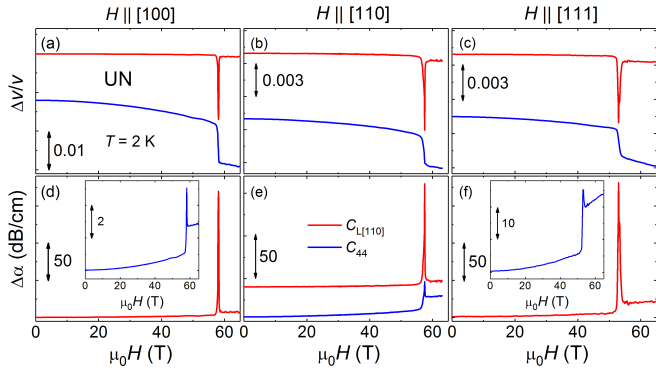 H || [100]
H || [110]
H || [111]
(a)
(b)
(c)
UN
0.003
0.003
Δv/v
T = 2 K
0.01
(d)
(e)
(f)
2
10
0 20 40 60
μ0H (T)
0 20 40 60
μ0H (T)
CL[110]
C44
Δα (dB/cm)
50
50
50
0 20 40 60
0 20 40 60
0 20 40 60
μ0H (T)
μ0H (T)
μ0H (T)